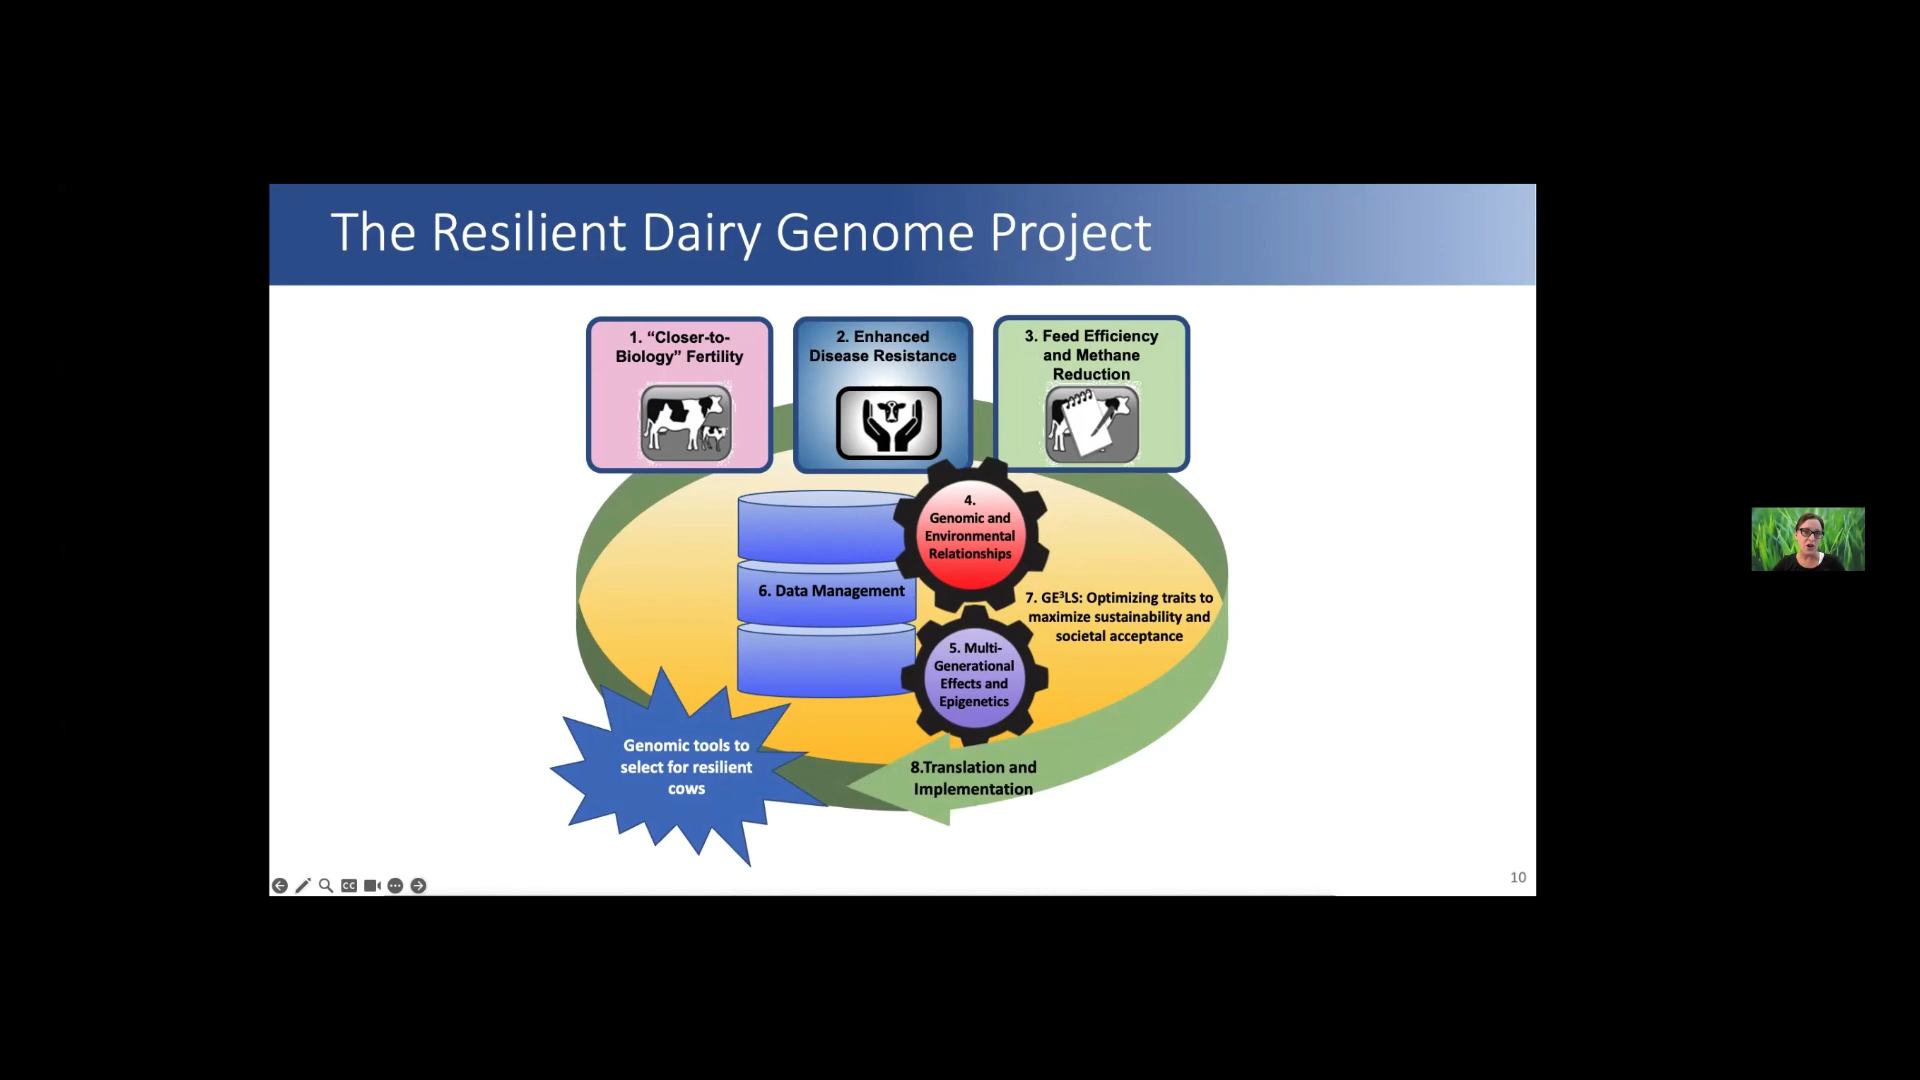 The Resilient Dairy Genome Project
1. “Closer-to-
Biology” Fertility
2. Enhanced
Disease Resistance
3. Feed Efficiency
and Methane
Reduction
4.
Genomic and
Environmental
Relationships
6. Data Management
7. GE³LS: Optimizing traits to
maximize sustainability and
societal acceptance
5. Multi-
Generational
Effects and
Epigenetics
Genomic tools to
select for resilient
cows
8.Translation and
Implementation
CC
10